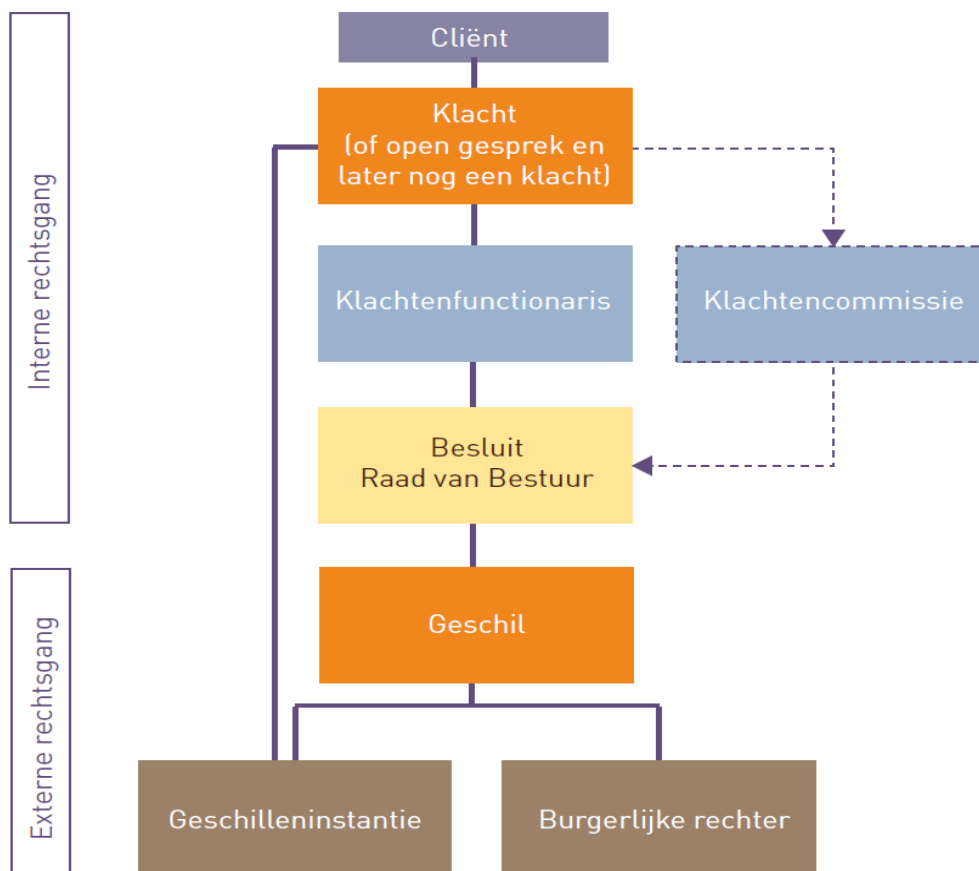 Interne rechtsgang
Cliënt
Klacht
(of open gesprek en
later nog een klacht)
Klachtenfunctionaris
Klachtencommissie
Besluit
Raad van Bestuur
Externe rechtsgang
Geschil
Geschilleninstantie
Burgerlijke rechter